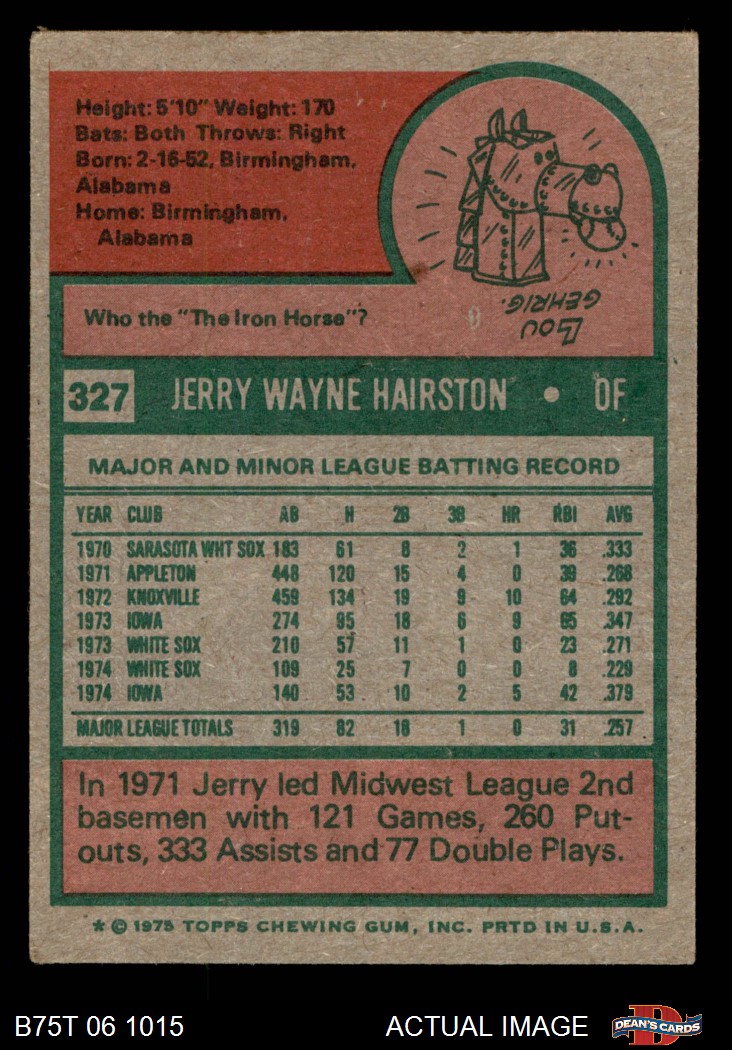 Height: 5'10" Weight: 170
Bats: Both Throws: Right
Born: 2-16-52, Birmingham,
Alabama
Home: Birmingham,
Alabama
LOU
GEHRIG.
Who the "The Iron Horse"?
327 JERRY WAYNE HAIRSTON • OF
MAJOR AND MINOR LEAGUE BATTING RECORD
YEAR CLUB AB H 2B 3B HR RBI AVG
1970 SARASOTA WHT SOX 183 61 8 2 1 36 .333
1971 APPLETON 448 120 15 4 0 39 .268
1972 KNOXVILLE 459 134 19 9 10 64 .292
1973 IOWA 274 95 18 6 9 65 .347
1973 WHITE SOX 210 57 11 1 0 23 .271
1974 WHITE SOX 109 25 7 0 0 8 .229
1974 IOWA 140 53 10 2 5 42 .379
MAJOR LEAGUE TOTALS 319 82 18 1 0 31 .257
In 1971 Jerry led Midwest League 2nd
basemen with 121 Games, 260 Put-
outs, 333 Assists and 77 Double Plays.
* © 1975 TOPPS CHEWING GUM, INC. PRTD IN U.S.A.
B75T 06 1015 ACTUAL IMAGE D DEAN'S CARDS